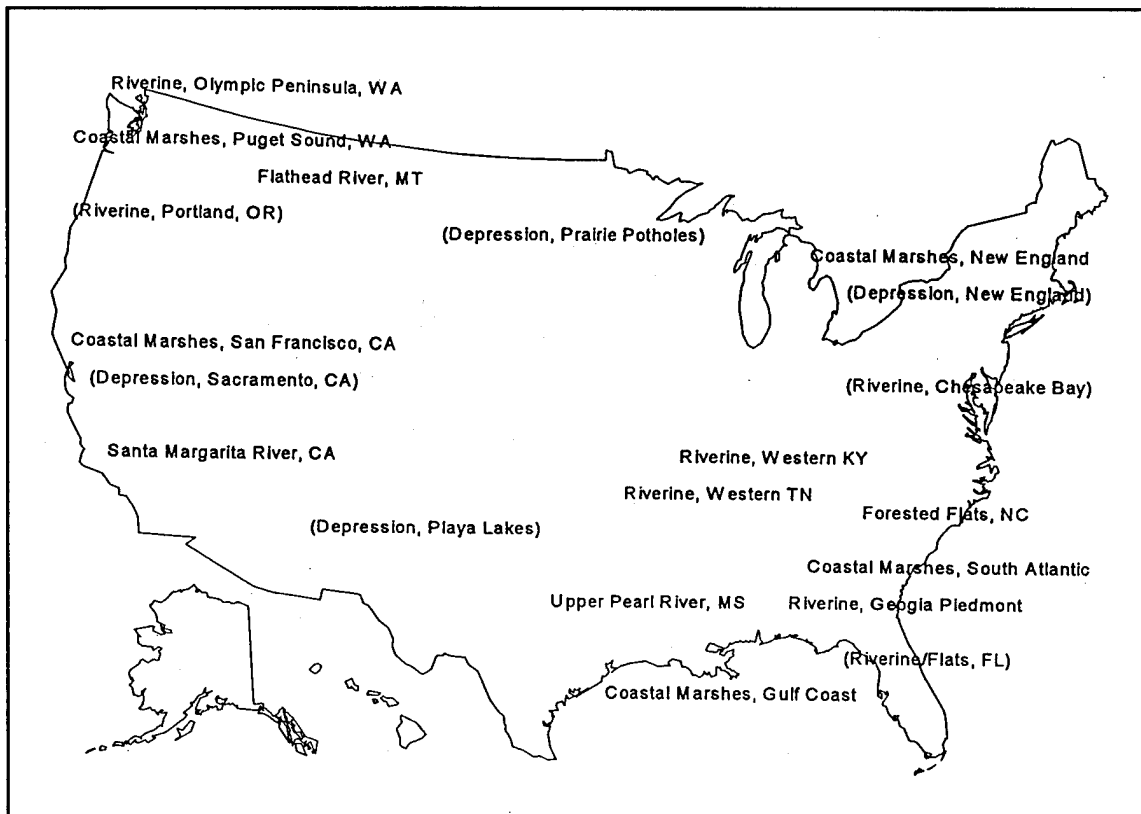 Riverine, Olympic Peninsula, WA
Coastal Marshes, Puget Sound, WA
Flathead River, MT
(Riverine, Portland, OR)
(Depression, Prairie Potholes)
Coastal Marshes, New England
(Depression, New England)
Coastal Marshes, San Francisco, CA
(Depression, Sacramento, CA)
(Riverine, Chesapeake Bay)
Santa Margarita River, CA
Riverine, Western KY
Riverine, Western TN
Forested Flats, NC
(Depression, Playa Lakes)
Coastal Marshes, South Atlantic
Upper Pearl River, MS
Riverine, Geogia Piedmont
(Riverine/Flats, FL)
Coastal Marshes, Gulf Coast